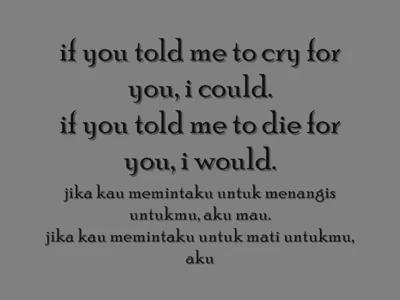 if you told me to cry for
you, i could.
if you told me to die for
you, i would.
jika kau memintaku untuk menangis
untukmu, aku mau.
jika kau memintaku untuk mati untukmu,
aku